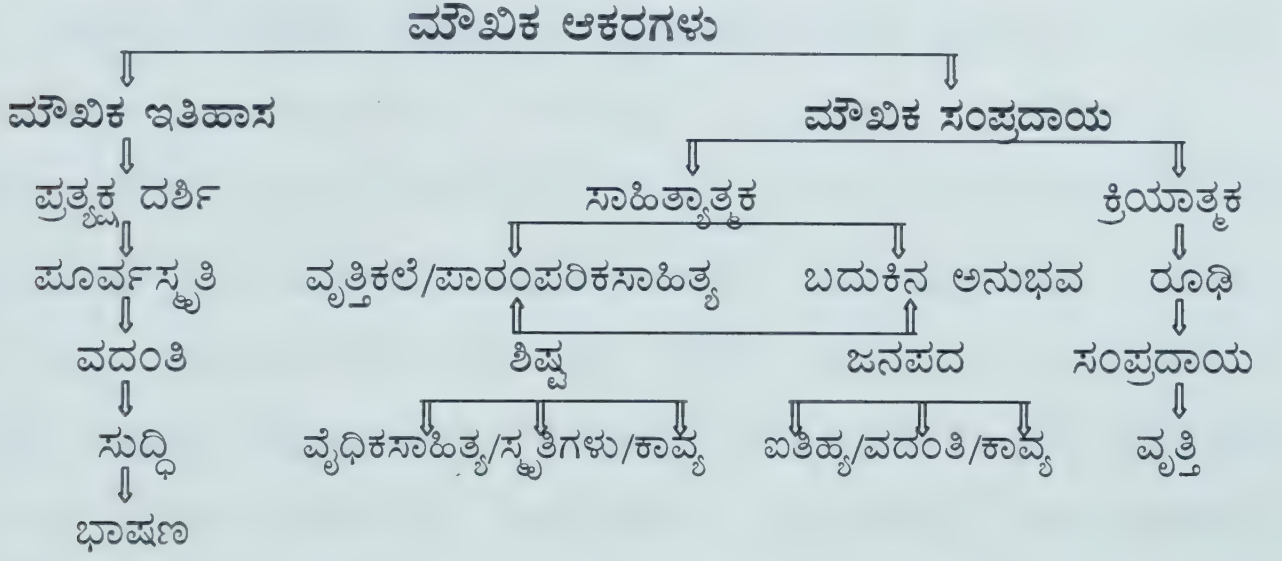 ಮೌಖಿಕ ಆಕರಗಳು
ಮೌಖಿಕ ಇತಿಹಾಸ ಮೌಖಿಕ ಸಂಪ್ರದಾಯ
ಪ್ರತ್ಯಕ್ಷ ದರ್ಶಿ ಸಾಹಿತ್ಯಾತ್ಮಕ ಕ್ರಿಯಾತ್ಮಕ
ಪೂರ್ವಸ್ಮೃತಿ ವೃತ್ತಿಕಲೆ/ಪಾರಂಪರಿಕಸಾಹಿತ್ಯ ಬದುಕಿನ ಅನುಭವ ರೂಢಿ
ವದಂತಿ ಶಿಷ್ಟ ಜನಪದ ಸಂಪ್ರದಾಯ
ಸುದ್ಧಿ ವೈಧಿಕಸಾಹಿತ್ಯ/ಸ್ಮೃತಿಗಳು/ಕಾವ್ಯ ಐತಿಹ್ಯ/ವದಂತಿ/ಕಾವ್ಯ ವೃತ್ತಿ
ಭಾಷಣ